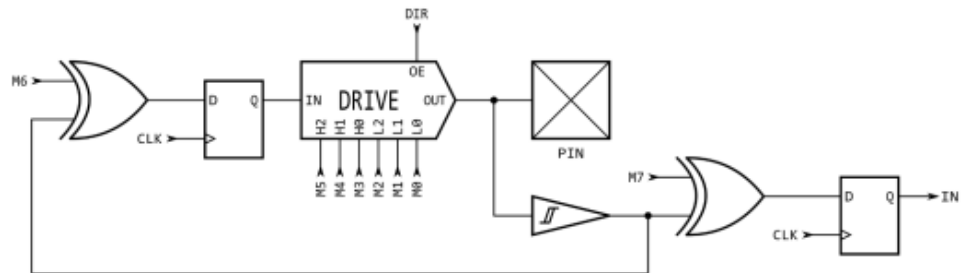 DIR
M6
D Q
CLK
OE
IN DRIVE OUT
H2 H1 H0 L2 L1 L0
M5 M4 M3 M2 M1 M0
PIN
M7
D Q
IN
CLK